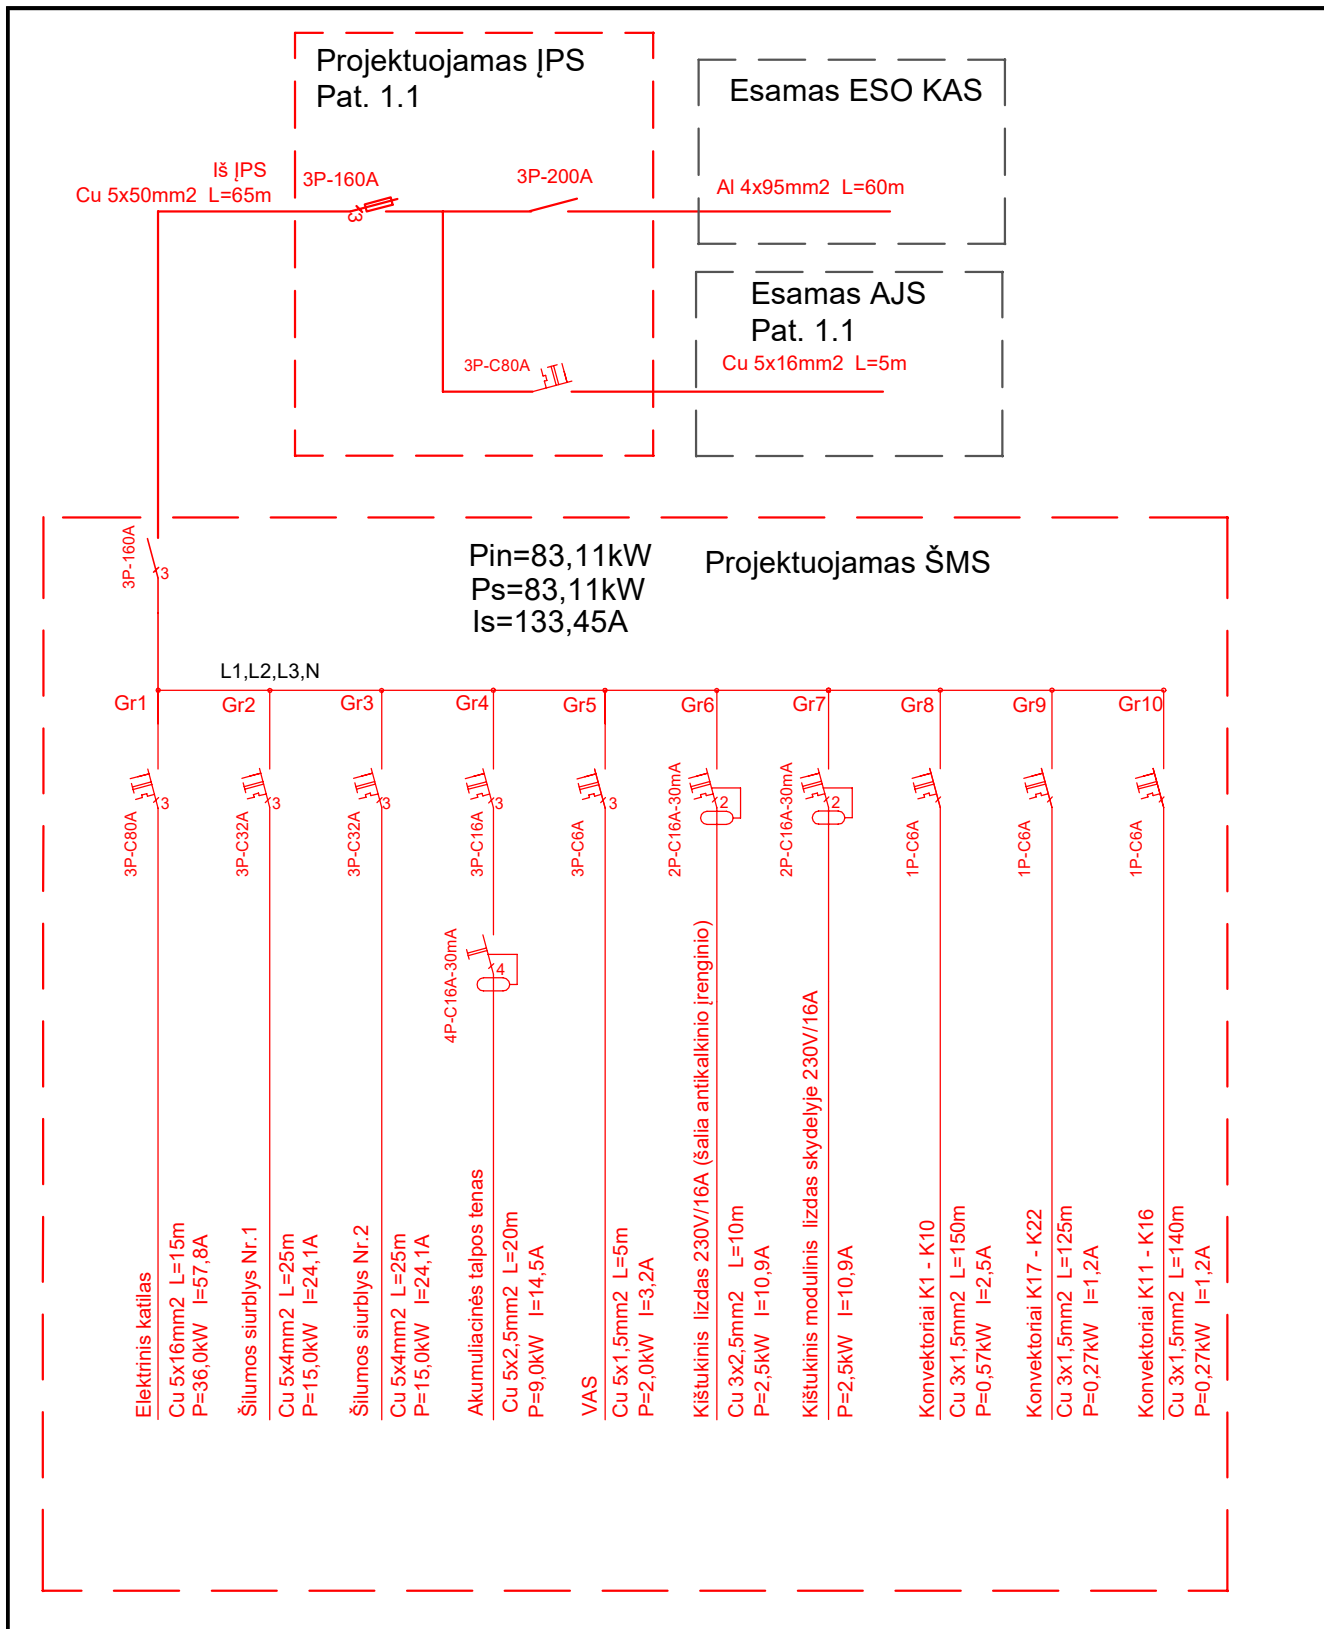 Projektuojamas ĮPS
Pat. 1.1
Esamas ESO KAS
Iš ĮPS
Cu 5x50mm2 L=65m
3P-160A
3
3P-200A
Al 4x95mm2 L=60m
Esamas AJS
Pat. 1.1
3P-C80A
Cu 5x16mm2 L=5m
3P-160A
3
Pin=83,11kW
Ps=83,11kW
Is=133,45A
Projektuojamas ŠMS
L1,L2,L3,N
Gr1
Gr2
Gr3
Gr4
Gr5
Gr6
Gr7
Gr8
Gr9
Gr10
3
3P-C80A
3
3P-C32A
3
3P-C32A
3
3P-C16A
3
3P-C6A
2
2P-C16A-30mA
2
2P-C16A-30mA
1P-C6A
1P-C6A
1P-C6A
4P-C16A-30mA
4
Elektrinis katilas
Cu 5x16mm2 L=15m
P=36,0kW I=57,8A
Šilumos siurblys Nr.1
Cu 5x4mm2 L=25m
P=15,0kW I=24,1A
Šilumos siurblys Nr.2
Cu 5x4mm2 L=25m
P=15,0kW I=24,1A
Akumuliacinės talpos tenas
Cu 5x2,5mm2 L=20m
P=9,0kW I=14,5A
VAS
Cu 5x1,5mm2 L=5m
P=2,0kW I=3,2A
Kištukinis lizdas 230V/16A (šalia antikalkinio įrenginio)
Cu 3x2,5mm2 L=10m
P=2,5kW I=10,9A
Kištukinis modulinis lizdas skydelyje 230V/16A
P=2,5kW I=10,9A
Konvektoriai K1 - K10
Cu 3x1,5mm2 L=150m
P=0,57kW I=2,5A
Konvektoriai K17 - K22
Cu 3x1,5mm2 L=125m
P=0,27kW I=1,2A
Konvektoriai K11 - K16
Cu 3x1,5mm2 L=140m
P=0,27kW I=1,2A